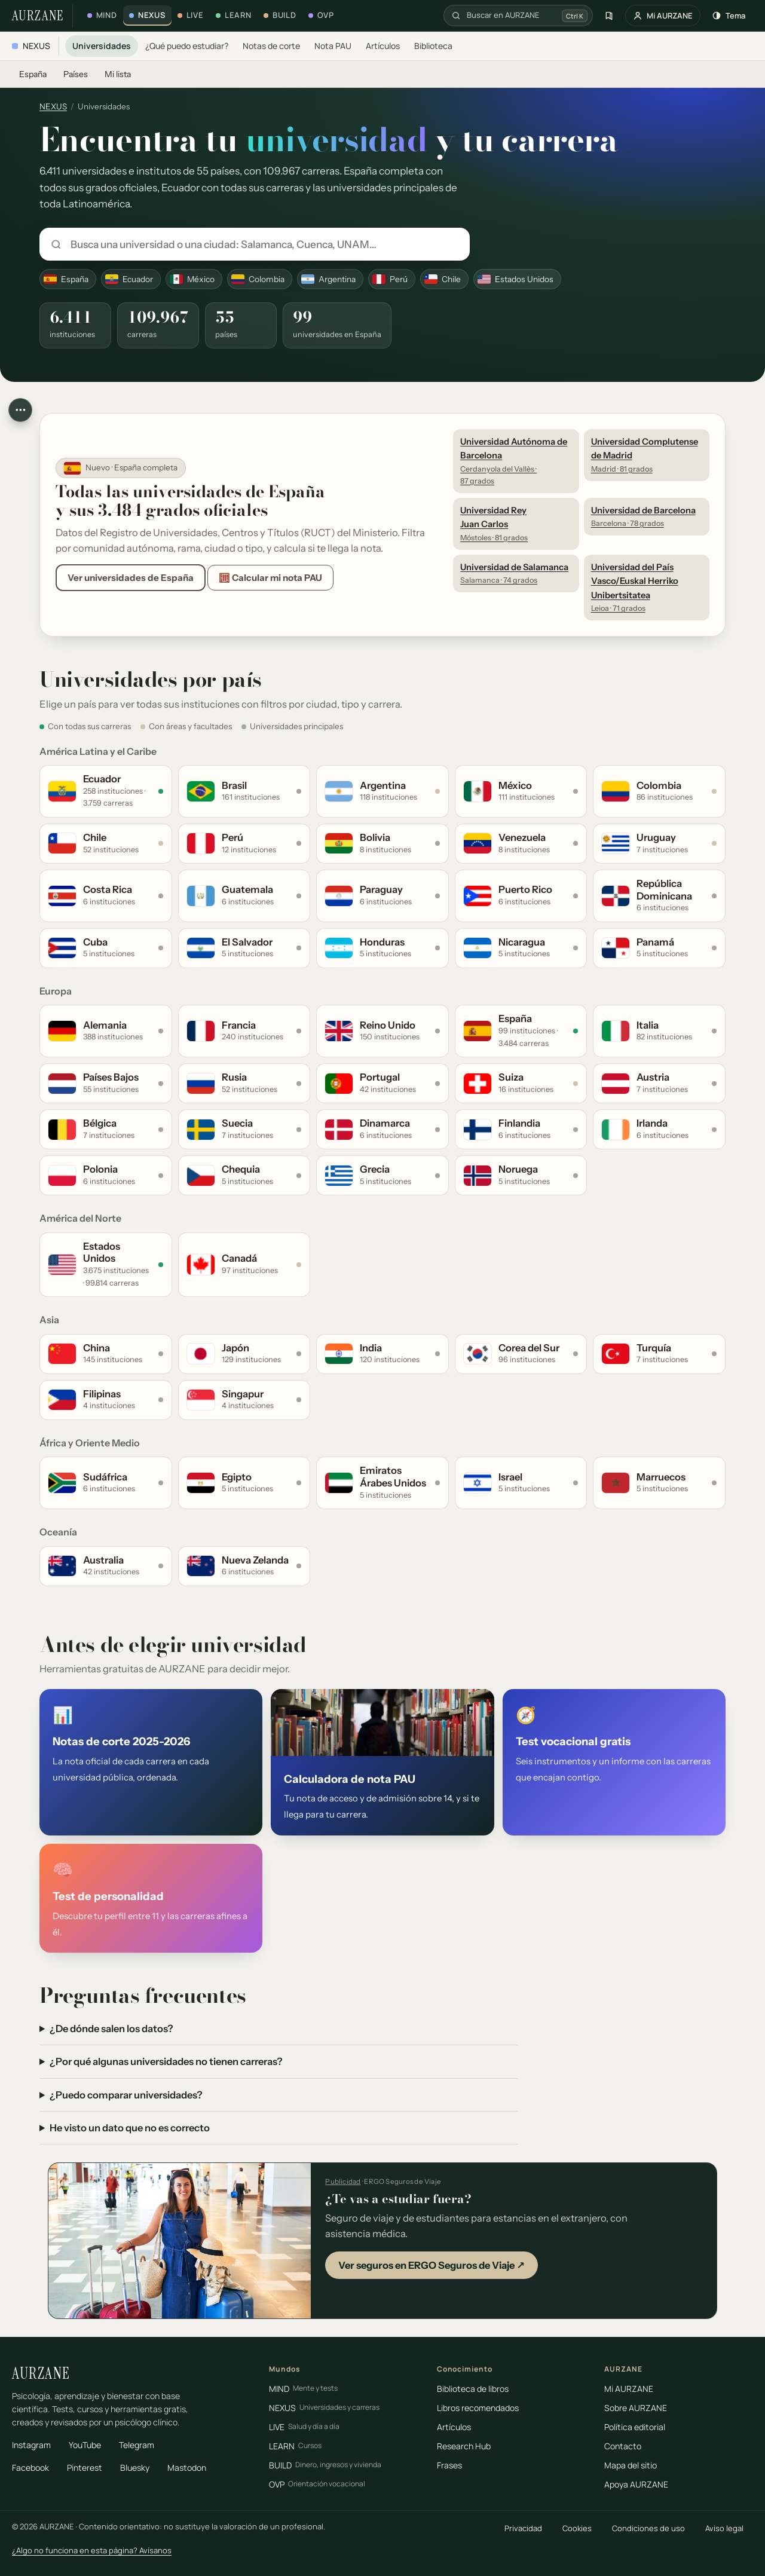 AURZANE
MIND
NEXUS
LIVE
LEARN
BUILD
OVP
Buscar en AURZANE
Ctrl K
Mi AURZANE
Tema
NEXUS
Universidades
¿Qué puedo estudiar?
Notas de corte
Nota PAU
Artículos
Biblioteca
España
Países
Mi lista
NEXUS / Universidades
Encuentra tu universidad y tu carrera
6.411 universidades e institutos de 55 países, con 109.967 carreras. España completa con
todos sus grados oficiales, Ecuador con todas sus carreras y las universidades principales de
toda Latinoamérica.
Busca una universidad o una ciudad: Salamanca, Cuenca, UNAM...
España
Ecuador
México
Colombia
Argentina
Perú
Chile
Estados Unidos
6.411
instituciones
109.967
carreras
55
países
99
universidades en España
Nuevo · España completa
Todas las universidades de España
y sus 3.484 grados oficiales
Datos del Registro de Universidades, Centros y Títulos (RUCT) del Ministerio. Filtra
por comunidad autónoma, rama, ciudad o tipo, y calcula si te llega la nota.
Ver universidades de España
Calcular mi nota PAU
Universidad Autónoma de
Barcelona
Cerdanyola del Vallès ·
87 grados
Universidad Complutense
de Madrid
Madrid · 81 grados
Universidad Rey
Juan Carlos
Móstoles · 81 grados
Universidad de Barcelona
Barcelona · 78 grados
Universidad de Salamanca
Salamanca · 74 grados
Universidad del País
Vasco/Euskal Herriko
Unibertsitatea
Leioa · 71 grados
Universidades por país
Elige un país para ver todas sus instituciones con filtros por ciudad, tipo y carrera.
Con todas sus carreras
Con áreas y facultades
Universidades principales
América Latina y el Caribe
Ecuador
258 instituciones ·
3.759 carreras
Brasil
161 instituciones
Argentina
118 instituciones
México
111 instituciones
Colombia
86 instituciones
Chile
52 instituciones
Perú
12 instituciones
Bolivia
8 instituciones
Venezuela
8 instituciones
Uruguay
7 instituciones
Costa Rica
6 instituciones
Guatemala
6 instituciones
Paraguay
6 instituciones
Puerto Rico
6 instituciones
República
Dominicana
6 instituciones
Cuba
5 instituciones
El Salvador
5 instituciones
Honduras
5 instituciones
Nicaragua
5 instituciones
Panamá
5 instituciones
Europa
Alemania
388 instituciones
Francia
240 instituciones
Reino Unido
150 instituciones
España
99 instituciones ·
3.484 carreras
Italia
82 instituciones
Países Bajos
55 instituciones
Rusia
52 instituciones
Portugal
42 instituciones
Suiza
16 instituciones
Austria
7 instituciones
Bélgica
7 instituciones
Suecia
7 instituciones
Dinamarca
6 instituciones
Finlandia
6 instituciones
Irlanda
6 instituciones
Polonia
6 instituciones
Chequia
5 instituciones
Grecia
5 instituciones
Noruega
5 instituciones
América del Norte
Estados
Unidos
3.675 instituciones
· 99.814 carreras
Canadá
97 instituciones
Asia
China
145 instituciones
Japón
129 instituciones
India
120 instituciones
Corea del Sur
96 instituciones
Turquía
7 instituciones
Filipinas
4 instituciones
Singapur
4 instituciones
África y Oriente Medio
Sudáfrica
6 instituciones
Egipto
5 instituciones
Emiratos
Árabes Unidos
5 instituciones
Israel
5 instituciones
Marruecos
5 instituciones
Oceanía
Australia
42 instituciones
Nueva Zelanda
6 instituciones
Antes de elegir universidad
Herramientas gratuitas de AURZANE para decidir mejor.
Notas de corte 2025-2026
La nota oficial de cada carrera en cada
universidad pública, ordenada.
Calculadora de nota PAU
Tu nota de acceso y de admisión sobre 14, y si te
llega para tu carrera.
Test vocacional gratis
Seis instrumentos y un informe con las carreras
que encajan contigo.
Test de personalidad
Descubre tu perfil entre 11 y las carreras afines a
él.
Preguntas frecuentes
¿De dónde salen los datos?
¿Por qué algunas universidades no tienen carreras?
¿Puedo comparar universidades?
He visto un dato que no es correcto
Publicidad · ERGO Seguros de Viaje
¿Te vas a estudiar fuera?
Seguro de viaje y de estudiantes para estancias en el extranjero, con
asistencia médica.
Ver seguros en ERGO Seguros de Viaje ↗
AURZANE
Psicología, aprendizaje y bienestar con base
científica. Tests, cursos y herramientas gratis,
creados y revisados por un psicólogo clínico.
Instagram
YouTube
Telegram
Facebook
Pinterest
Bluesky
Mastodon
Mundos
MIND Mente y tests
NEXUS Universidades y carreras
LIVE Salud y día a día
LEARN Cursos
BUILD Dinero, ingresos y vivienda
OVP Orientación vocacional
Conocimiento
Biblioteca de libros
Libros recomendados
Artículos
Research Hub
Frases
AURZANE
Mi AURZANE
Sobre AURZANE
Política editorial
Contacto
Mapa del sitio
Apoya AURZANE
© 2026 AURZANE · Contenido orientativo: no sustituye la valoración de un profesional.
Privacidad
Cookies
Condiciones de uso
Aviso legal
¿Algo no funciona en esta página? Avísanos